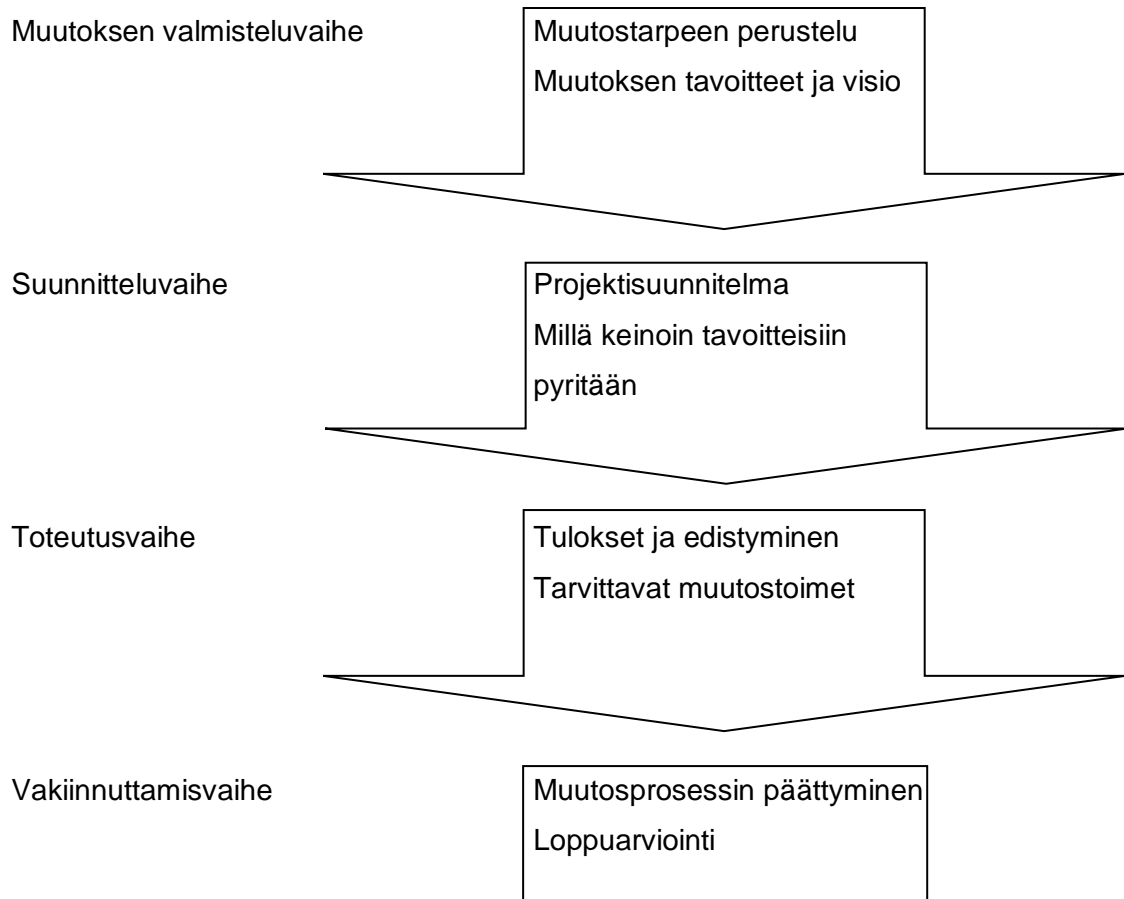 Muutoksen valmisteluvaihe
Muutostarpeen perustelu
Muutoksen tavoitteet ja visio
Suunnitteluvaihe
Projektisuunnitelma
Millä keinoin tavoitteisiin
pyritään
Toteutusvaihe
Tulokset ja edistyminen
Tarvittavat muutostoimet
Vakiinnuttamisvaihe
Muutosprosessin päättyminen
Loppuarviointi